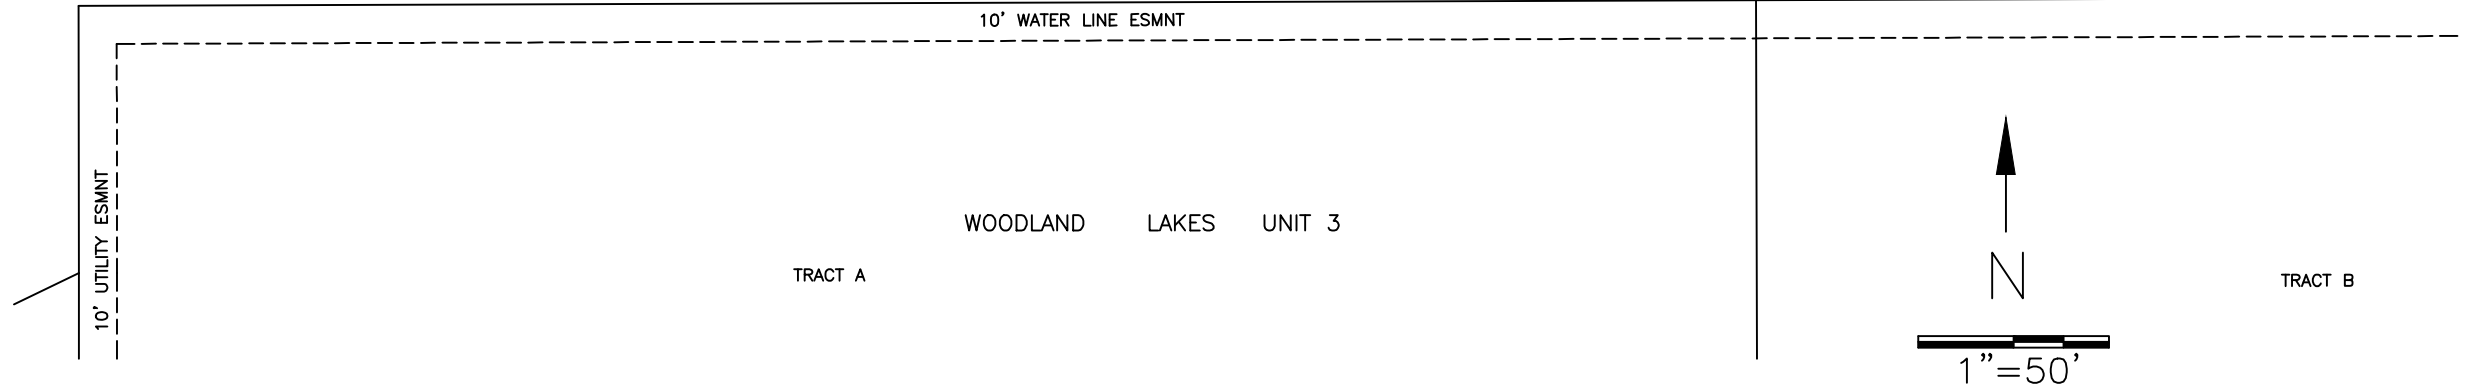 10' WATER LINE ESMNT
10' UTILITY ESMNT
WOODLAND LAKES UNIT 3
TRACT A
N
TRACT B
1"=50'